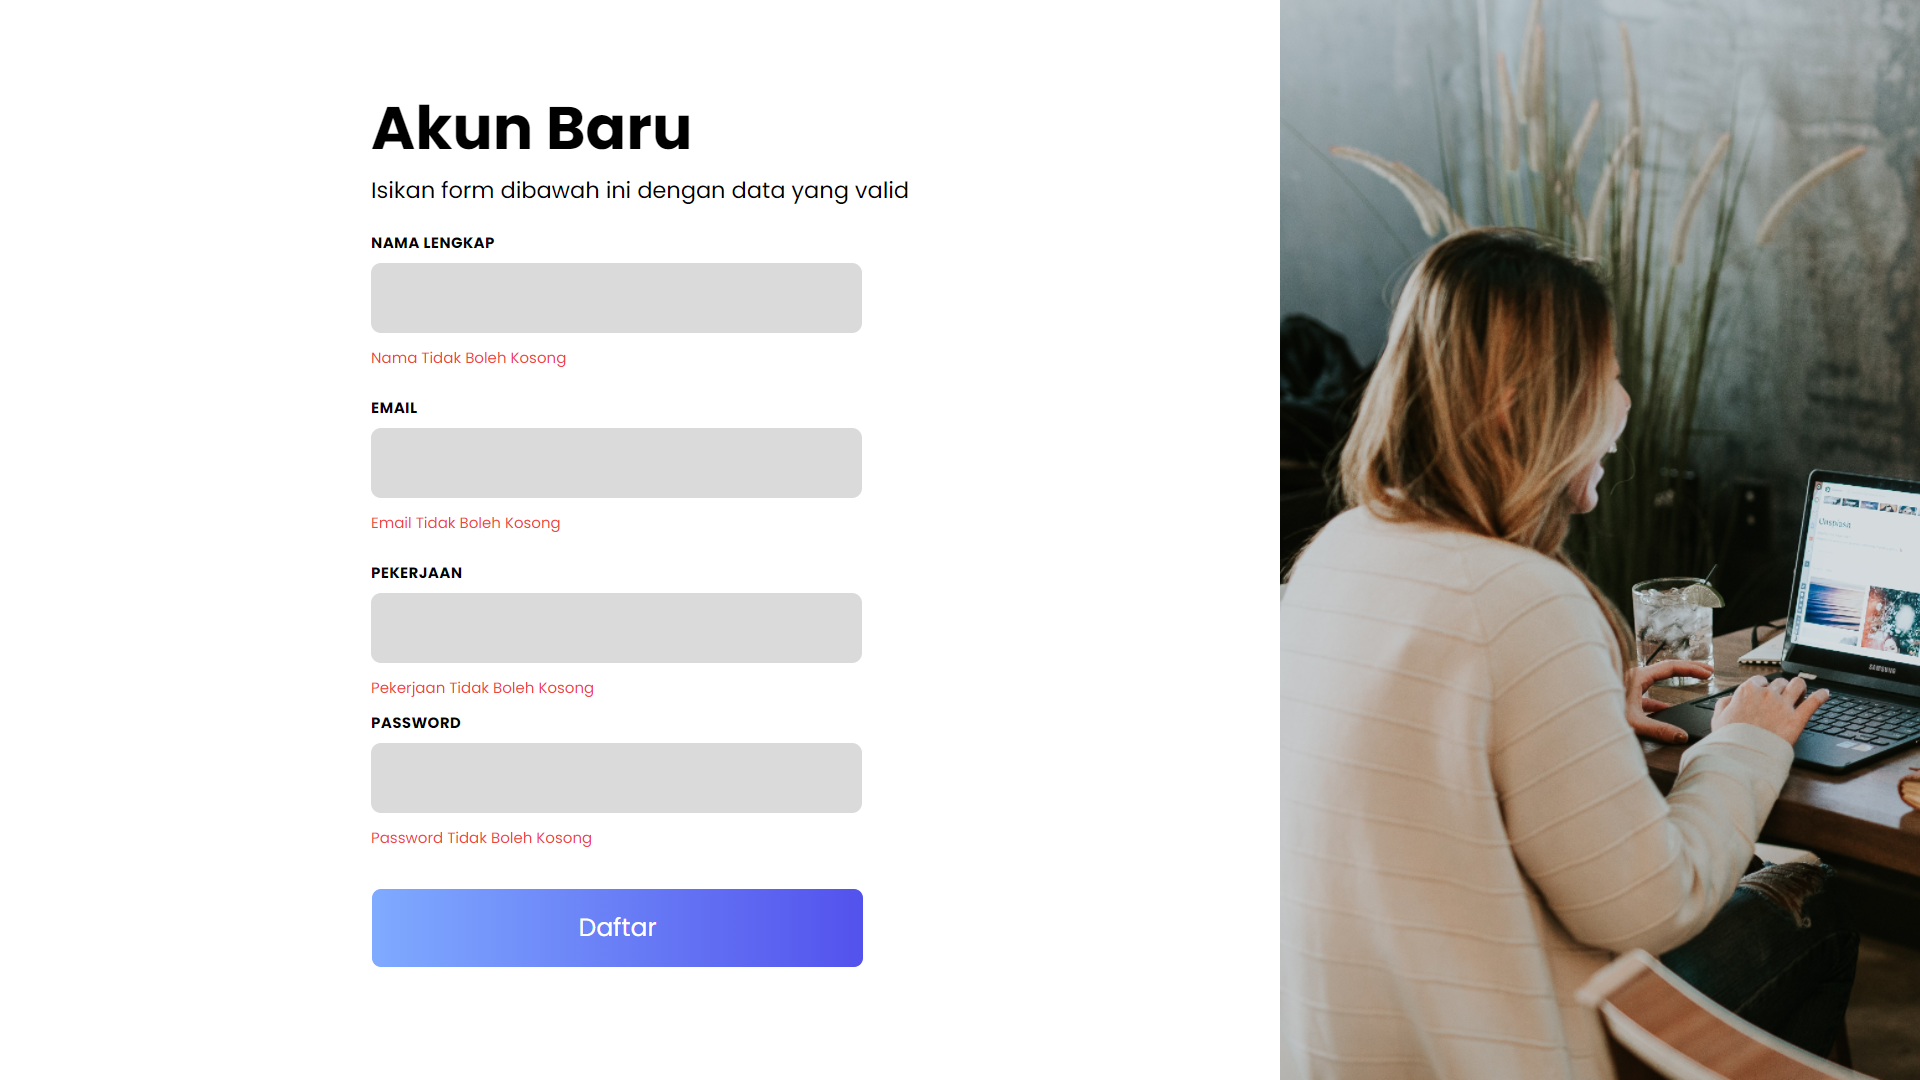 Akun Baru
Isikan form dibawah ini dengan data yang valid
NAMA LENGKAP
Nama Tidak Boleh Kosong
EMAIL
Email Tidak Boleh Kosong
PEKERJAAN
Pekerjaan Tidak Boleh Kosong
PASSWORD
Password Tidak Boleh Kosong
Daftar
SAMSUNG